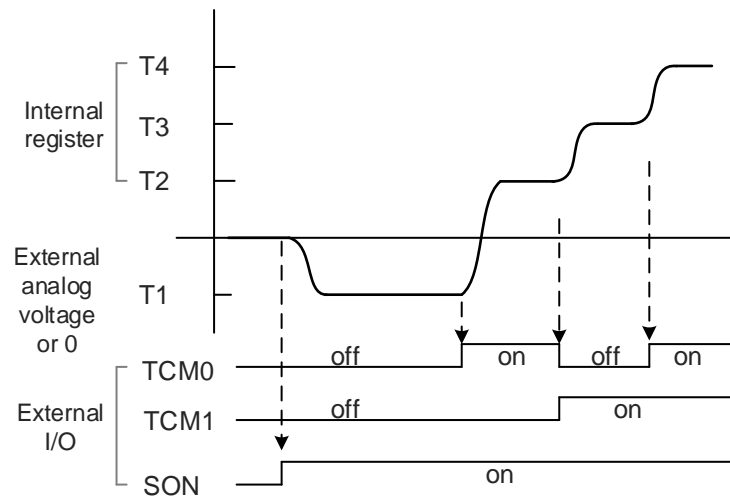 T4
Internal
register
T3
T2
External
analog
voltage
or 0
T1
TCM0
off
on
off
on
External
I/O
TCM1
off
on
SON
on